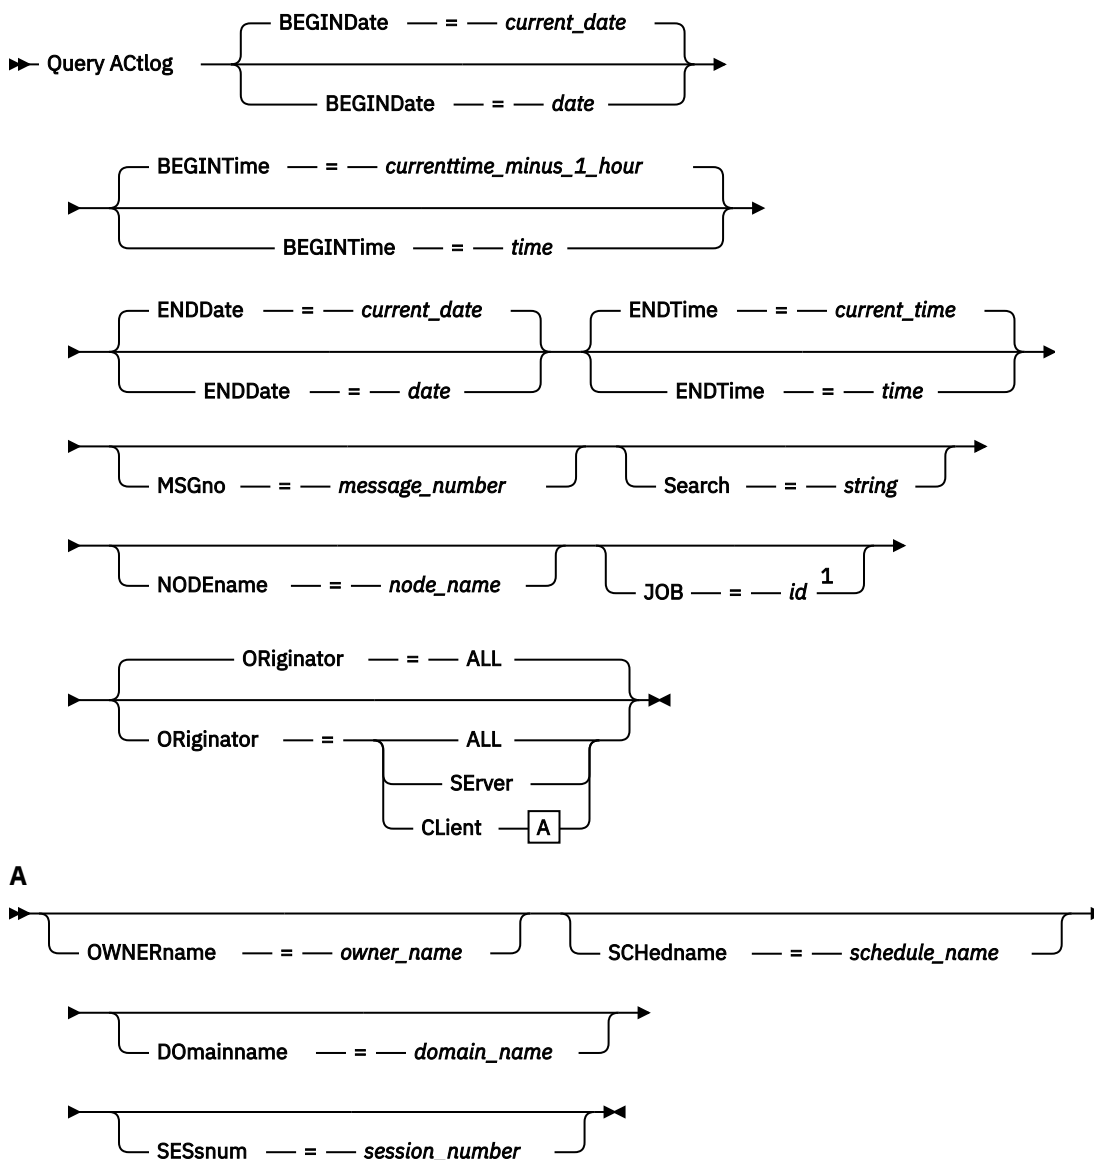 BEGINDate = current_date
Query ACtlog
BEGINDate = date
BEGINTime = currenttime_minus_1_hour
BEGINTime = time
ENDDate = current_date ENDTime = current_time
ENDDate = date ENDTime = time
MSGno = message_number Search = string
NODEname = node_name JOB = id 1
ORiginator = ALL
ORiginator = ALL
SErver
CLient A
A
OWNERname = owner_name SCHedname = schedule_name
DOmainname = domain_name
SESsnum = session_number